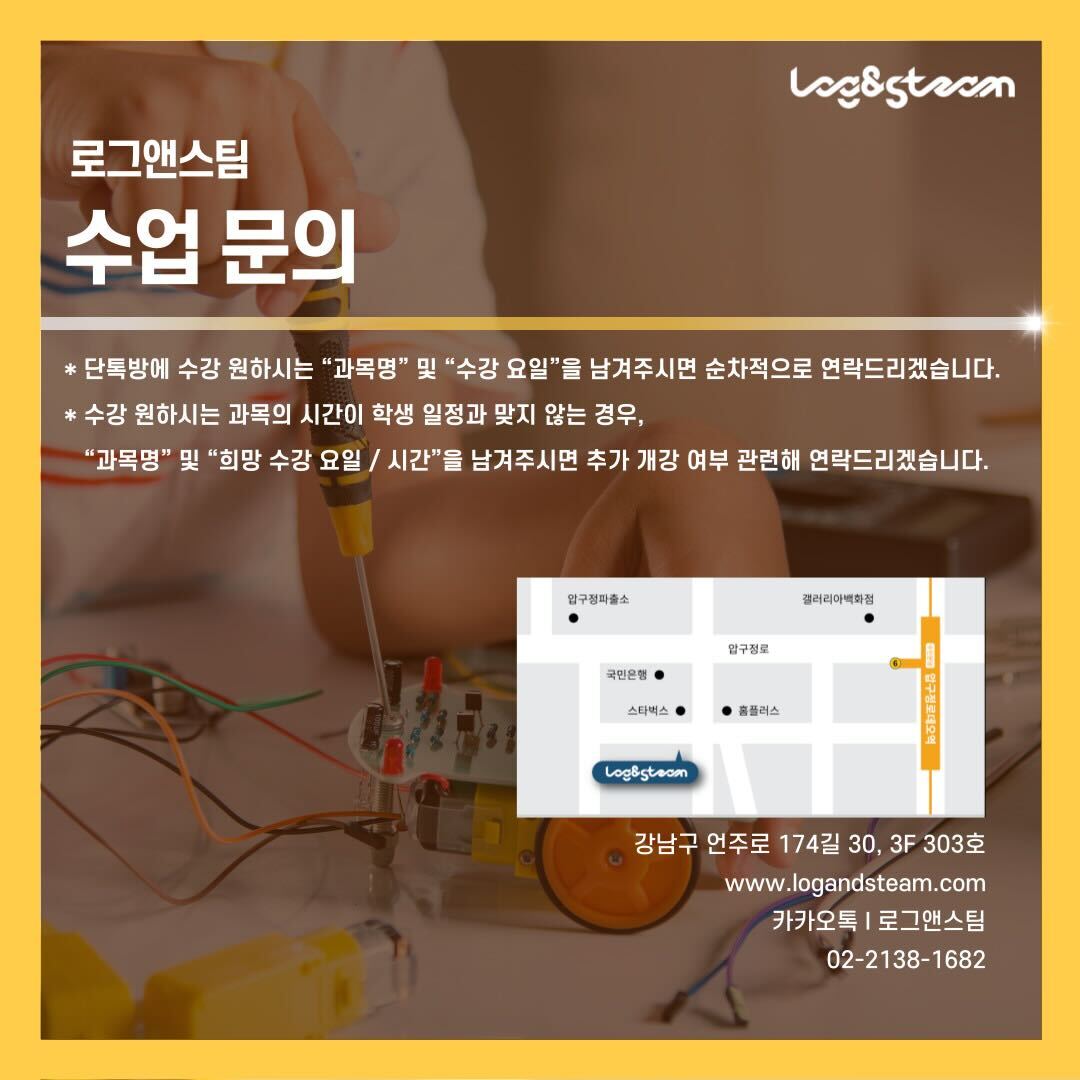 Log&steam
로그앤스팀
수업 문의
* 단톡방에 수강 원하시는 “과목명” 및 “수강 요일”을 남겨주시면 순차적으로 연락드리겠습니다.
* 수강 원하시는 과목의 시간이 학생 일정과 맞지 않는 경우,
“과목명” 및 “희망 수강 요일 / 시간”을 남겨주시면 추가 개강 여부 관련해 연락드리겠습니다.
압구정파출소
갤러리아백화점
압구정로
6
압구정로데오역
국민은행
스타벅스
홈플러스
Log&steam
강남구 언주로 174길 30, 3F 303호
www.logandsteam.com
카카오톡 I 로그앤스팀
02-2138-1682